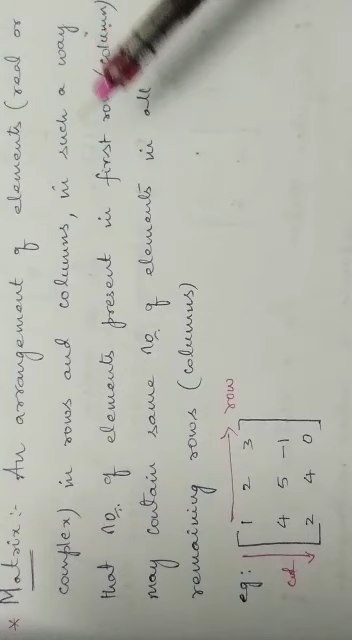 * Matrix :- An arrangement of elements (real or
complex) in rows and columns, in such a way
that no. of elements present in first row (column)
may contain same no. of elements in all
remaining rows (columns)
row
eg: [ 1 2 3
4 5 -1
2 4 0 ]
col